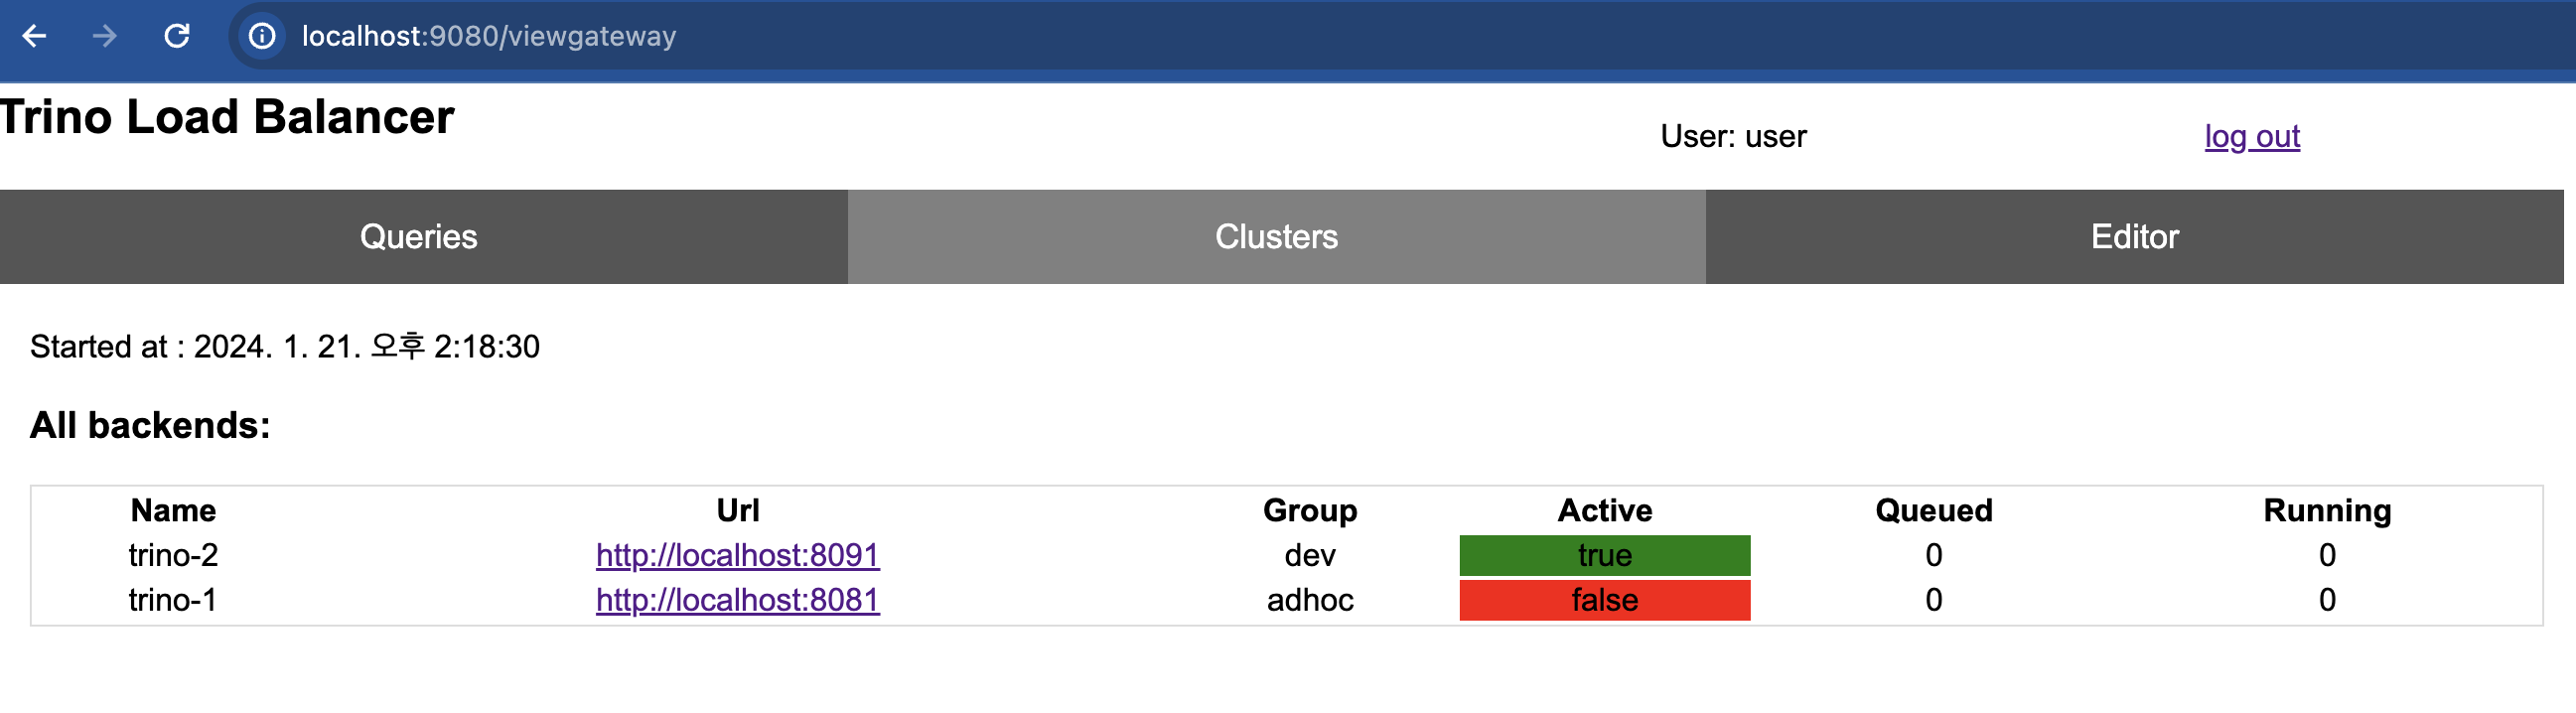 localhost:9080/viewgateway
Trino Load Balancer
User: user log out
Queries Clusters Editor
Started at : 2024. 1. 21. 오후 2:18:30
All backends:
Name Url Group Active Queued Running
trino-2 http://localhost:8091 dev true 0 0
trino-1 http://localhost:8081 adhoc false 0 0